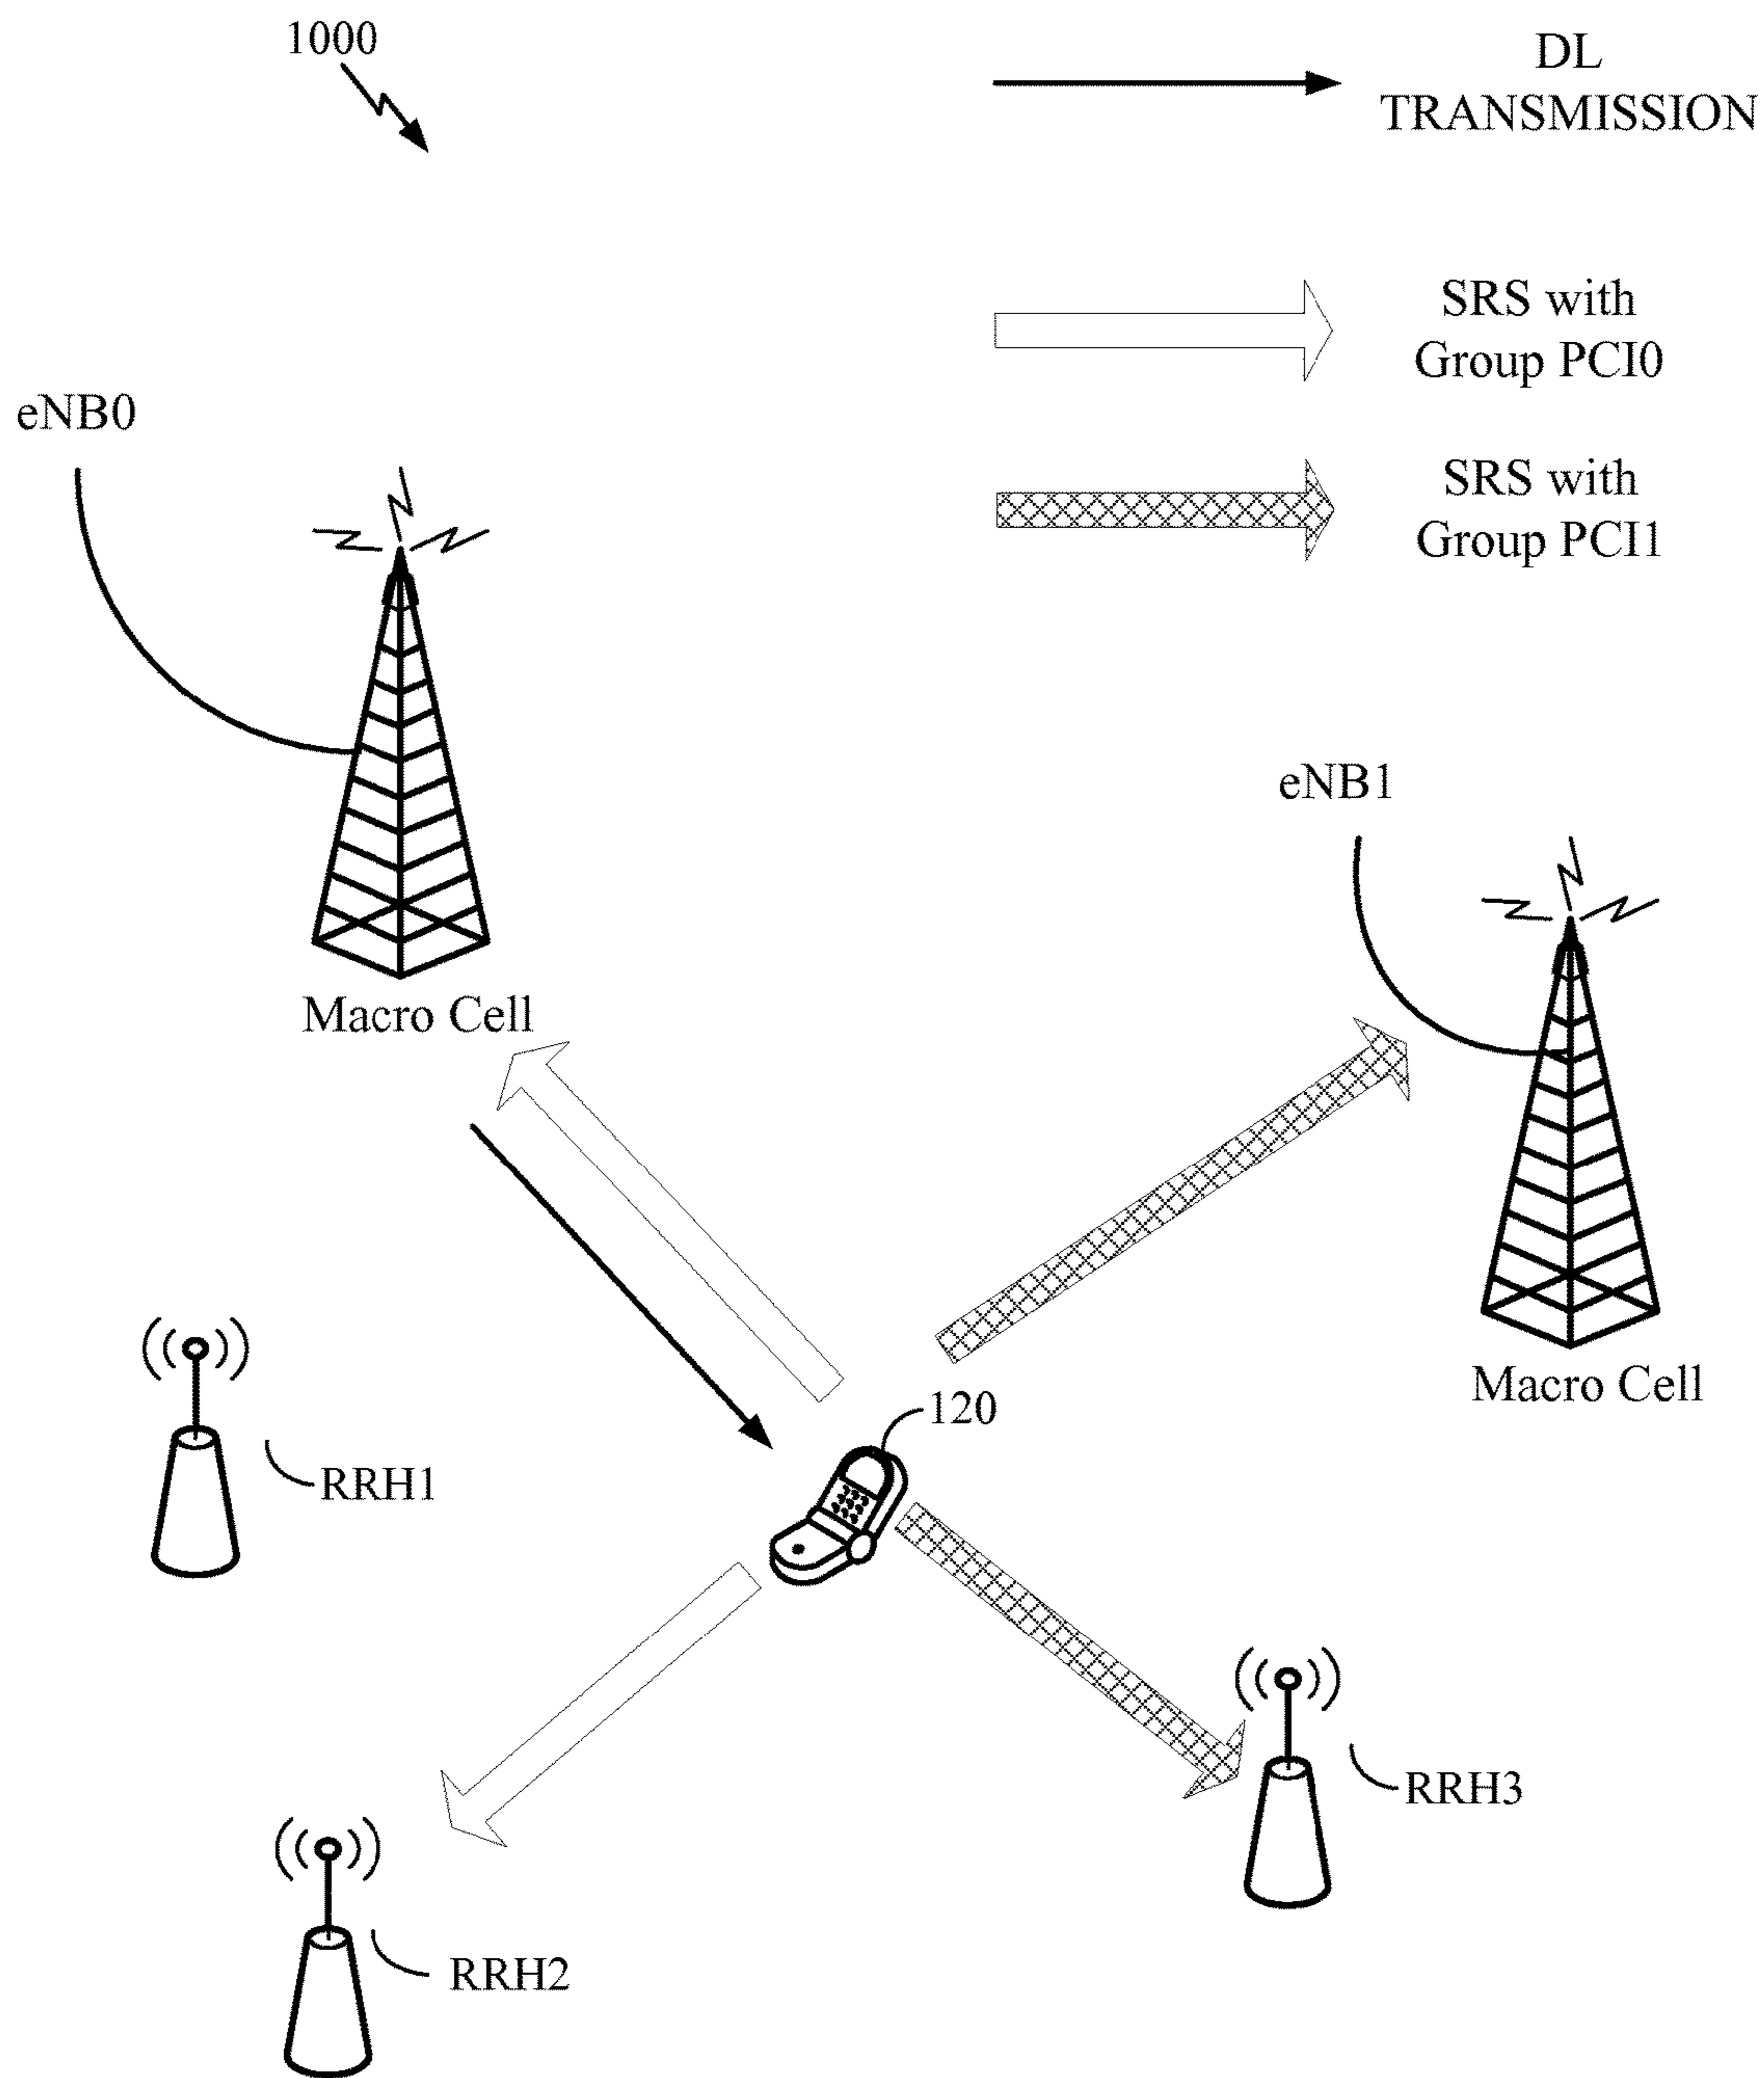 1000
DL
TRANSMISSION
SRS with
Group PCI0
eNB0
SRS with
Group PCI1
eNB1
Macro Cell
Macro Cell
120
RRH1
RRH3
RRH2